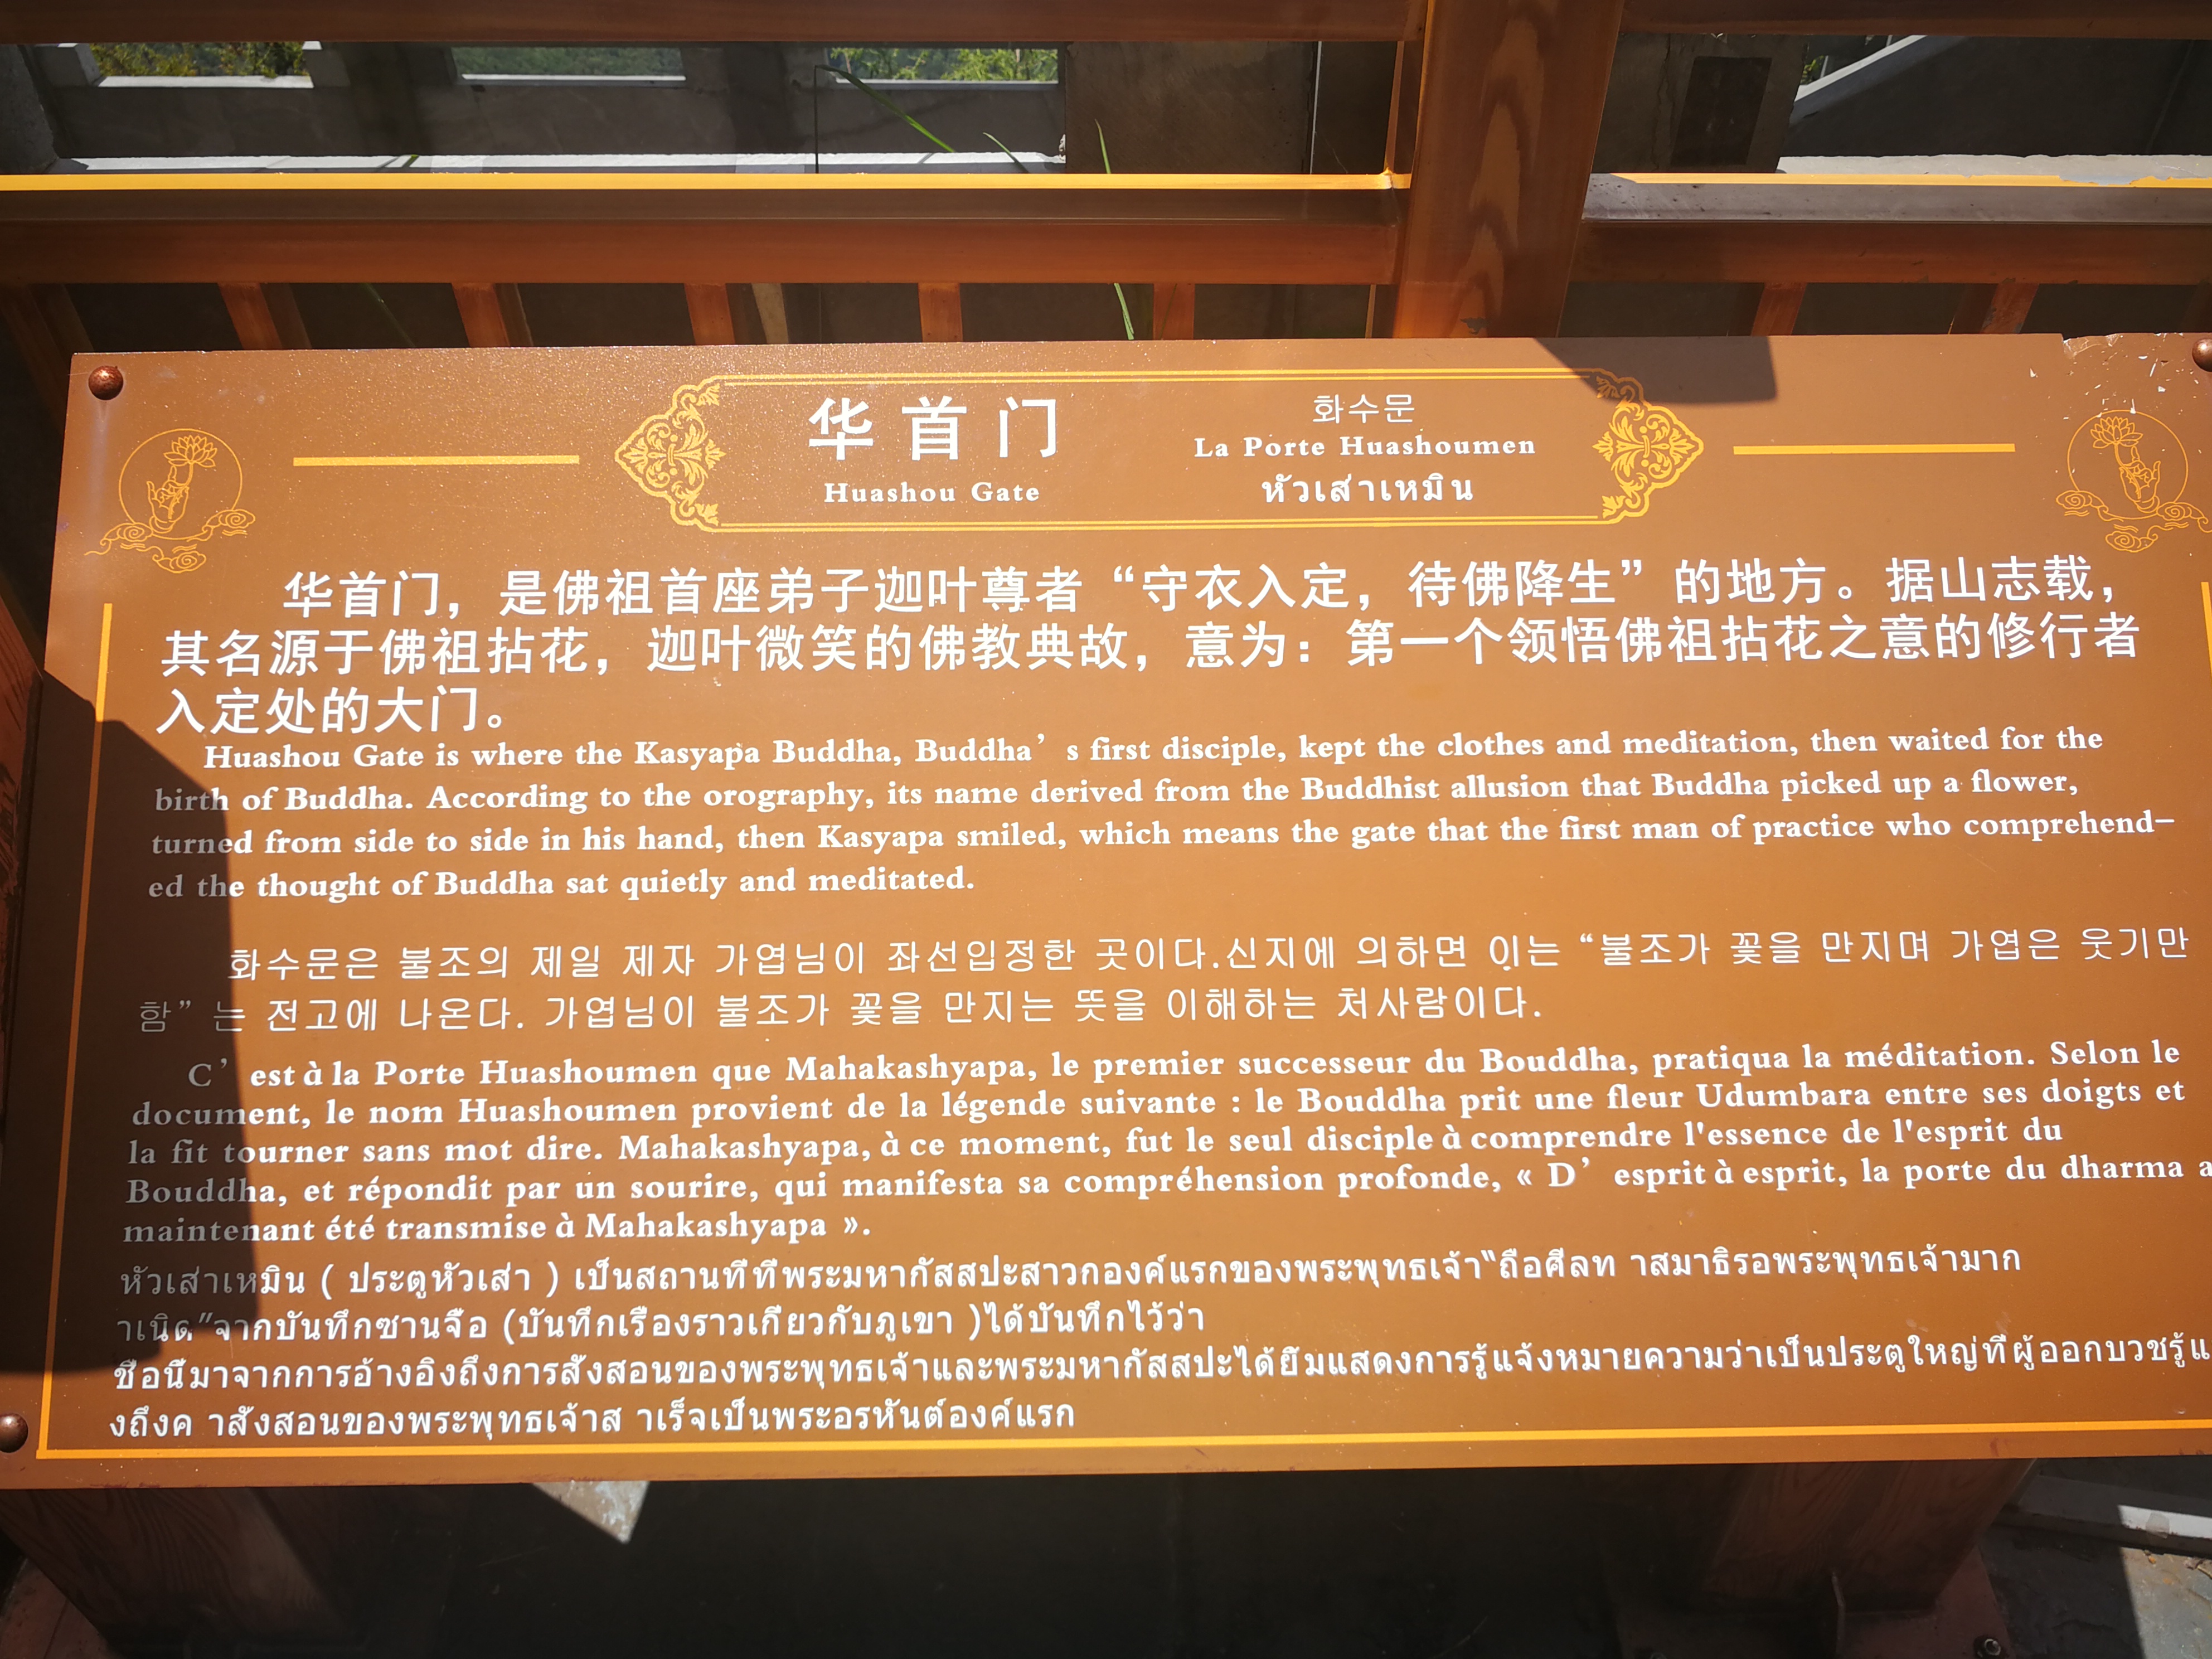 华首门
Huashou Gate
화수문
La Porte Huashoumen
หัวเส่าเหมิน
华首门，是佛祖首座弟子迦叶尊者“守衣入定，待佛降生”的地方。据山志载，
其名源于佛祖拈花，迦叶微笑的佛教典故，意为：第一个领悟佛祖拈花之意的修行者
入定处的大门。
Huashou Gate is where the Kasyapa Buddha, Buddha’ s first disciple, kept the clothes and meditation, then waited for the
birth of Buddha. According to the orography, its name derived from the Buddhist allusion that Buddha picked up a flower,
turned from side to side in his hand, then Kasyapa smiled, which means the gate that the first man of practice who comprehend-
ed the thought of Buddha sat quietly and meditated.
화수문은 불조의 제일 제자 가엽님이 좌선입정한 곳이다.신지에 의하면 이는 “불조가 꽃을 만지며 가엽은 웃기만
함” 는 전고에 나온다. 가엽님이 불조가 꽃을 만지는 뜻을 이해하는 처사람이다.
C’ est à la Porte Huashoumen que Mahakashyapa, le premier successeur du Bouddha, pratiqua la méditation. Selon le
document, le nom Huashoumen provient de la légende suivante : le Bouddha prit une fleur Udumbara entre ses doigts et
la fit tourner sans mot dire. Mahakashyapa, à ce moment, fut le seul disciple à comprendre l'essence de l'esprit du
Bouddha, et répondit par un sourire, qui manifesta sa compréhension profonde, « D’ esprit à esprit, la porte du dharma a
maintenant été transmise à Mahakashyapa ».
หัวเส่าเหมิน ( ประตูหัวเส่า ) เป็นสถานที่ที่พระมหากัสสปะสาวกองค์แรกของพระพุทธเจ้า“ถือศีลท าสมาธิรอพระพุทธเจ้ามาก
าเนิด”จากบันทึกซานจื้อ (บันทึกเรื่องราวเกี่ยวกับภูเขา )ได้บันทึกไว้ว่า
ชื่อนี้มาจากการอ้างอิงถึงการสั่งสอนของพระพุทธเจ้าและพระมหากัสสปะได้ยิ้มแสดงการรู้แจ้งหมายความว่าเป็นประตูใหญ่ที่ผู้ออกบวชรู้แ
งถึงค าสั่งสอนของพระพุทธเจ้าส าเร็จเป็นพระอรหันต์องค์แรก